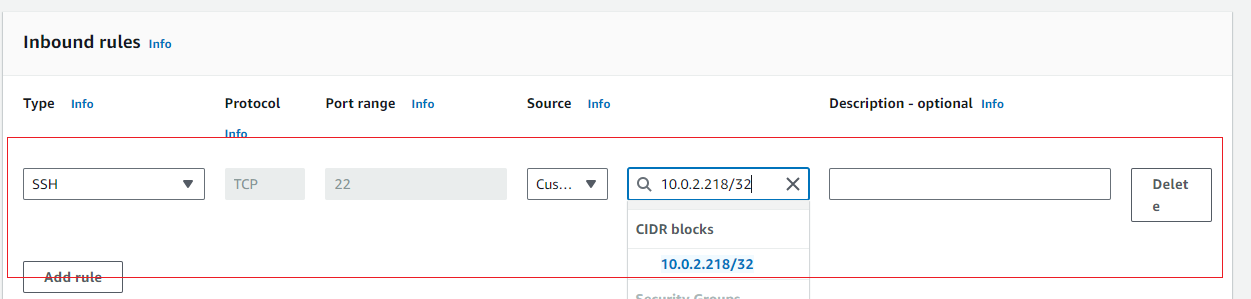 Inbound rules Info
Type Info Protocol Port range Info Source Info Description - optional Info
Info
SSH TCP 22 Cus... 10.0.2.218/32 Delet
e
CIDR blocks
10.0.2.218/32
Add rule
Security Groups